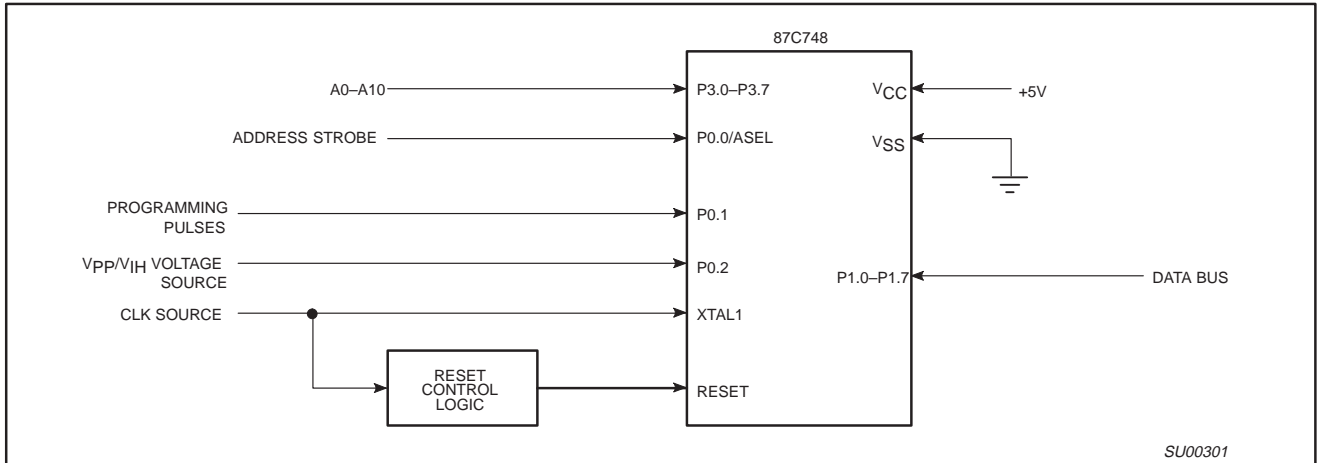 87C748
A0–A10
P3.0–P3.7
VCC
+5V
ADDRESS STROBE
P0.0/ASEL
VSS
PROGRAMMING
PULSES
P0.1
VPP/VIH VOLTAGE
SOURCE
P0.2
P1.0–P1.7
DATA BUS
CLK SOURCE
XTAL1
RESET
CONTROL
LOGIC
RESET
SU00301